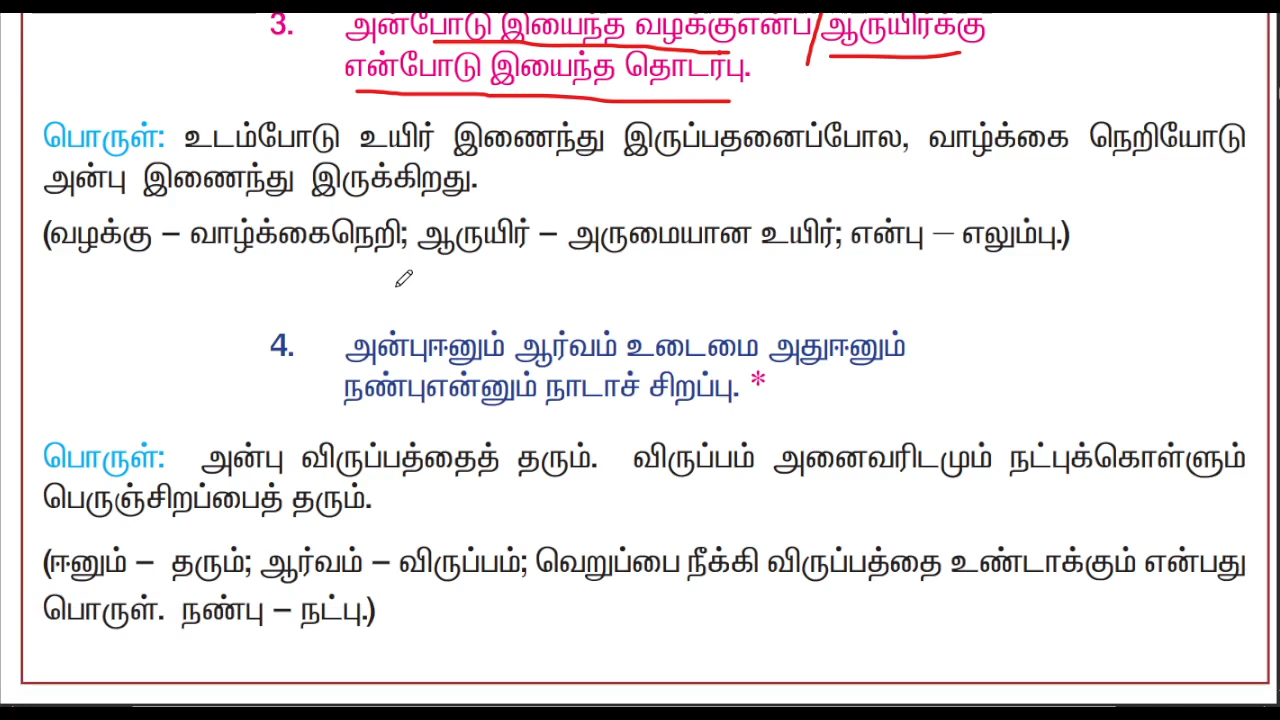 3. அன்போடு இயைந்த வழக்குஎன்ப ஆருயிர்க்கு
என்போடு இயைந்த தொடர்பு.
பொருள்: உடம்போடு உயிர் இணைந்து இருப்பதனைப்போல, வாழ்க்கை நெறியோடு
அன்பு இணைந்து இருக்கிறது.
(வழக்கு – வாழ்க்கைநெறி; ஆருயிர் – அருமையான உயிர்; என்பு – எலும்பு.)
4. அன்புஈனும் ஆர்வம் உடைமை அதுஈனும்
நண்புஎன்னும் நாடாச் சிறப்பு. *
பொருள்: அன்பு விருப்பத்தைத் தரும். விருப்பம் அனைவரிடமும் நட்புக்கொள்ளும்
பெருஞ்சிறப்பைத் தரும்.
(ஈனும் – தரும்; ஆர்வம் – விருப்பம்; வெறுப்பை நீக்கி விருப்பத்தை உண்டாக்கும் என்பது
பொருள். நண்பு – நட்பு.)